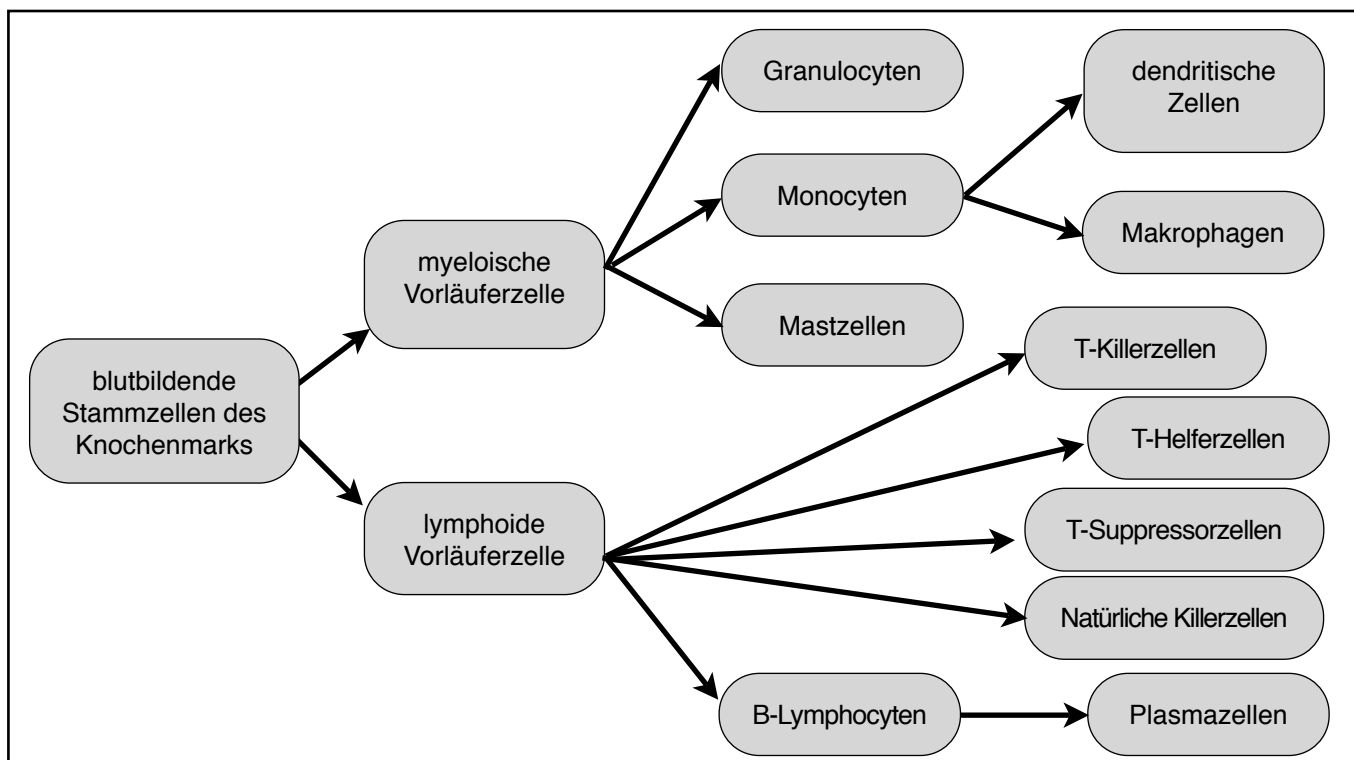 blutbildende
Stammzellen des
Knochenmarks
myeloische
Vorläuferzelle
lymphoide
Vorläuferzelle
Granulocyten
Monocyten
Mastzellen
dendritische
Zellen
Makrophagen
T-Killerzellen
T-Helferzellen
T-Suppressorzellen
Natürliche Killerzellen
B-Lymphocyten
Plasmazellen